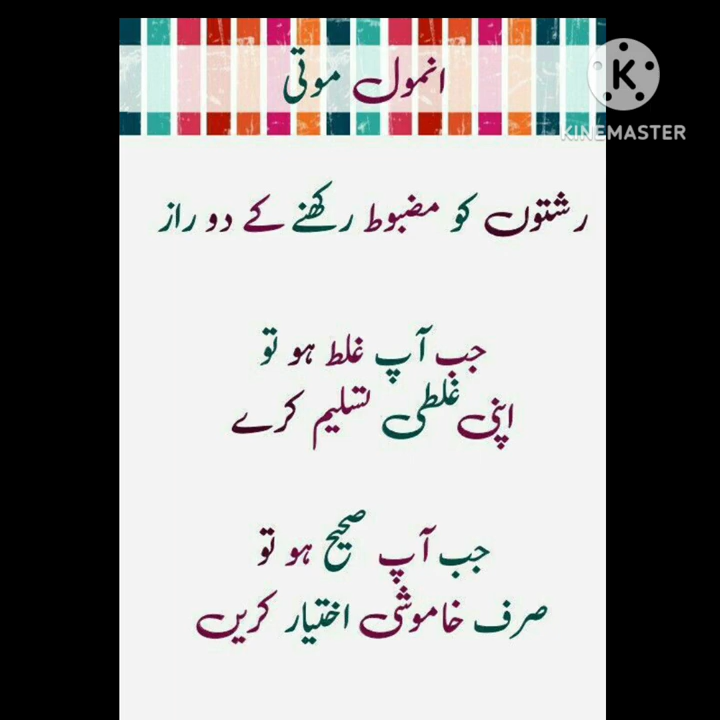 انمول موتی
K
KINEMASTER
رشتوں کو مضبوط رکھنے کے دو راز
جب آپ غلط ہو تو
اپنی غلطی تسلیم کرے
جب آپ صحیح ہو تو
صرف خاموشی اختیار کریں